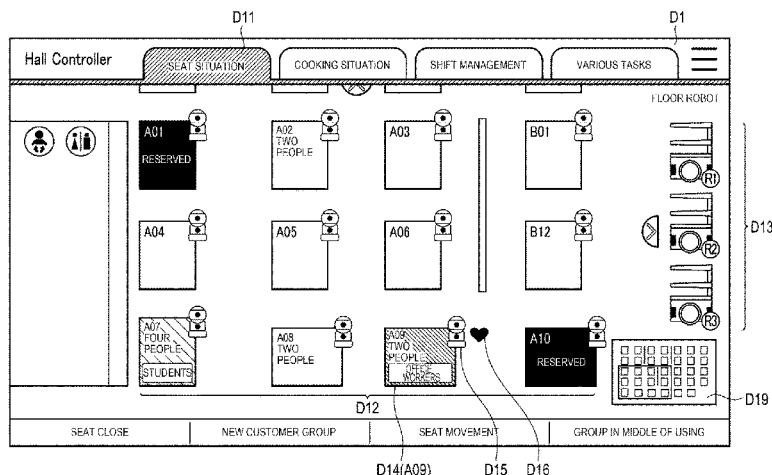 D11
D1
Hall Controller
SEAT SITUATION
COOKING SITUATION
SHIFT MANAGEMENT
VARIOUS TASKS
FLOOR ROBOT
A01
RESERVED
A02
TWO
PEOPLE
A03
B01
R1
D13
A04
A05
A06
B12
R2
R3
A07
FOUR
PEOPLE
STUDENTS
A08
TWO
PEOPLE
A09
TWO
PEOPLE
OFFICE
WORKERS
A10
RESERVED
D12
D19
SEAT CLOSE
NEW CUSTOMER GROUP
SEAT MOVEMENT
GROUP IN MIDDLE OF USING
D14(A09)
D15
D16